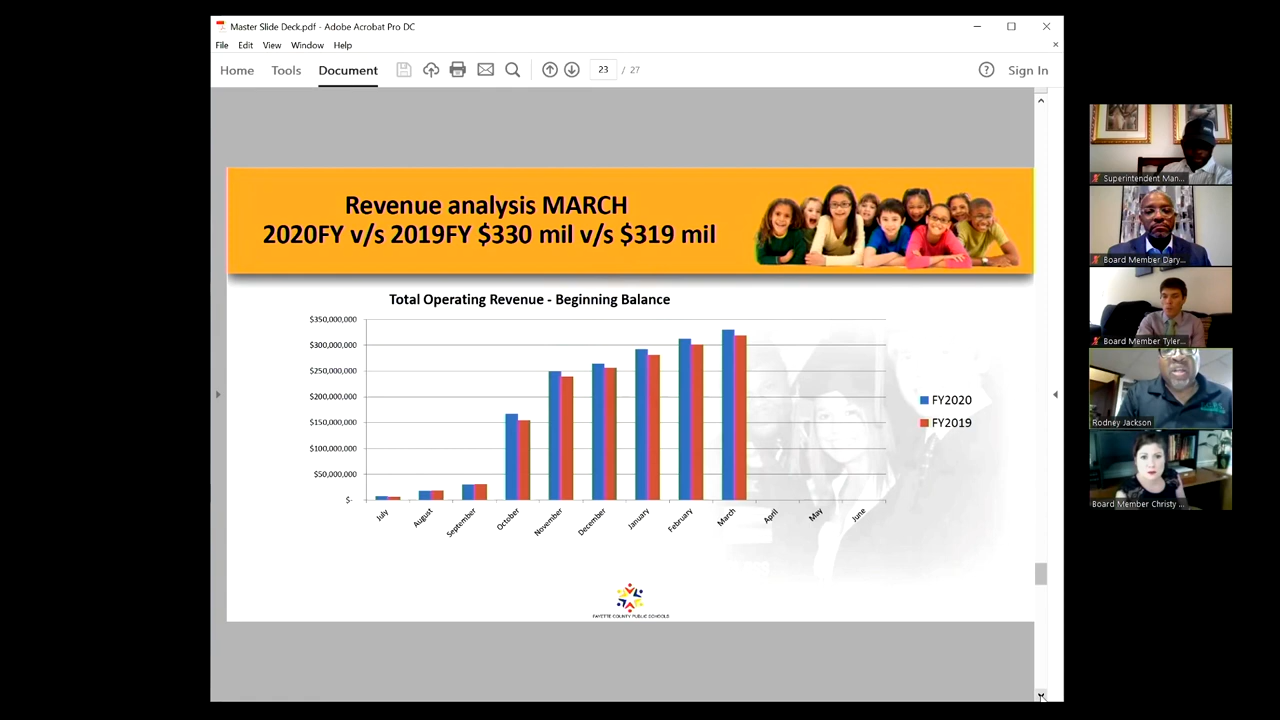 Master Slide Deck.pdf - Adobe Acrobat Pro DC
File Edit View Window Help
Home Tools Document 23 / 27 Sign In
Revenue analysis MARCH
2020FY v/s 2019FY $330 mil v/s $319 mil
Total Operating Revenue - Beginning Balance
$350,000,000
$300,000,000
$250,000,000
$200,000,000
$150,000,000
$100,000,000
$50,000,000
$-
July August September October November December January February March April May June
FY2020
FY2019
FAYETTE COUNTY PUBLIC SCHOOLS
Superintendent Man...
Board Member Dary...
Board Member Tyler...
Rodney Jackson
Board Member Christy ...